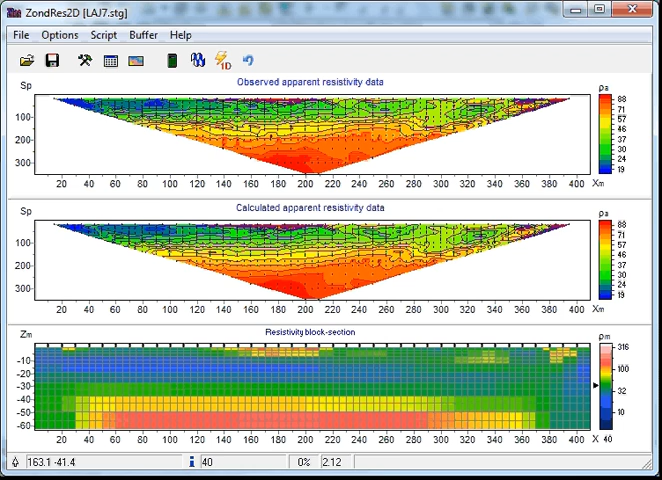 ZondRes2D [LAJ7.stg]
File Options Script Buffer Help
1D
Observed apparent resistivity data
Sp
ρa
100
200
300
88
71
57
46
37
30
24
19
20 40 60 80 100 120 140 160 180 200 220 240 260 280 300 320 340 360 380 400 Xm
Calculated apparent resistivity data
Sp
ρa
100
200
300
88
71
57
46
37
30
24
19
20 40 60 80 100 120 140 160 180 200 220 240 260 280 300 320 340 360 380 400 Xm
Resistivity block-section
Zm
ρm
-10
-20
-30
-40
-50
-60
316
100
32
10
20 40 60 80 100 120 140 160 180 200 220 240 260 280 300 320 340 360 380 400 X 40
163.1 -41.4 i 40 0% 2.12